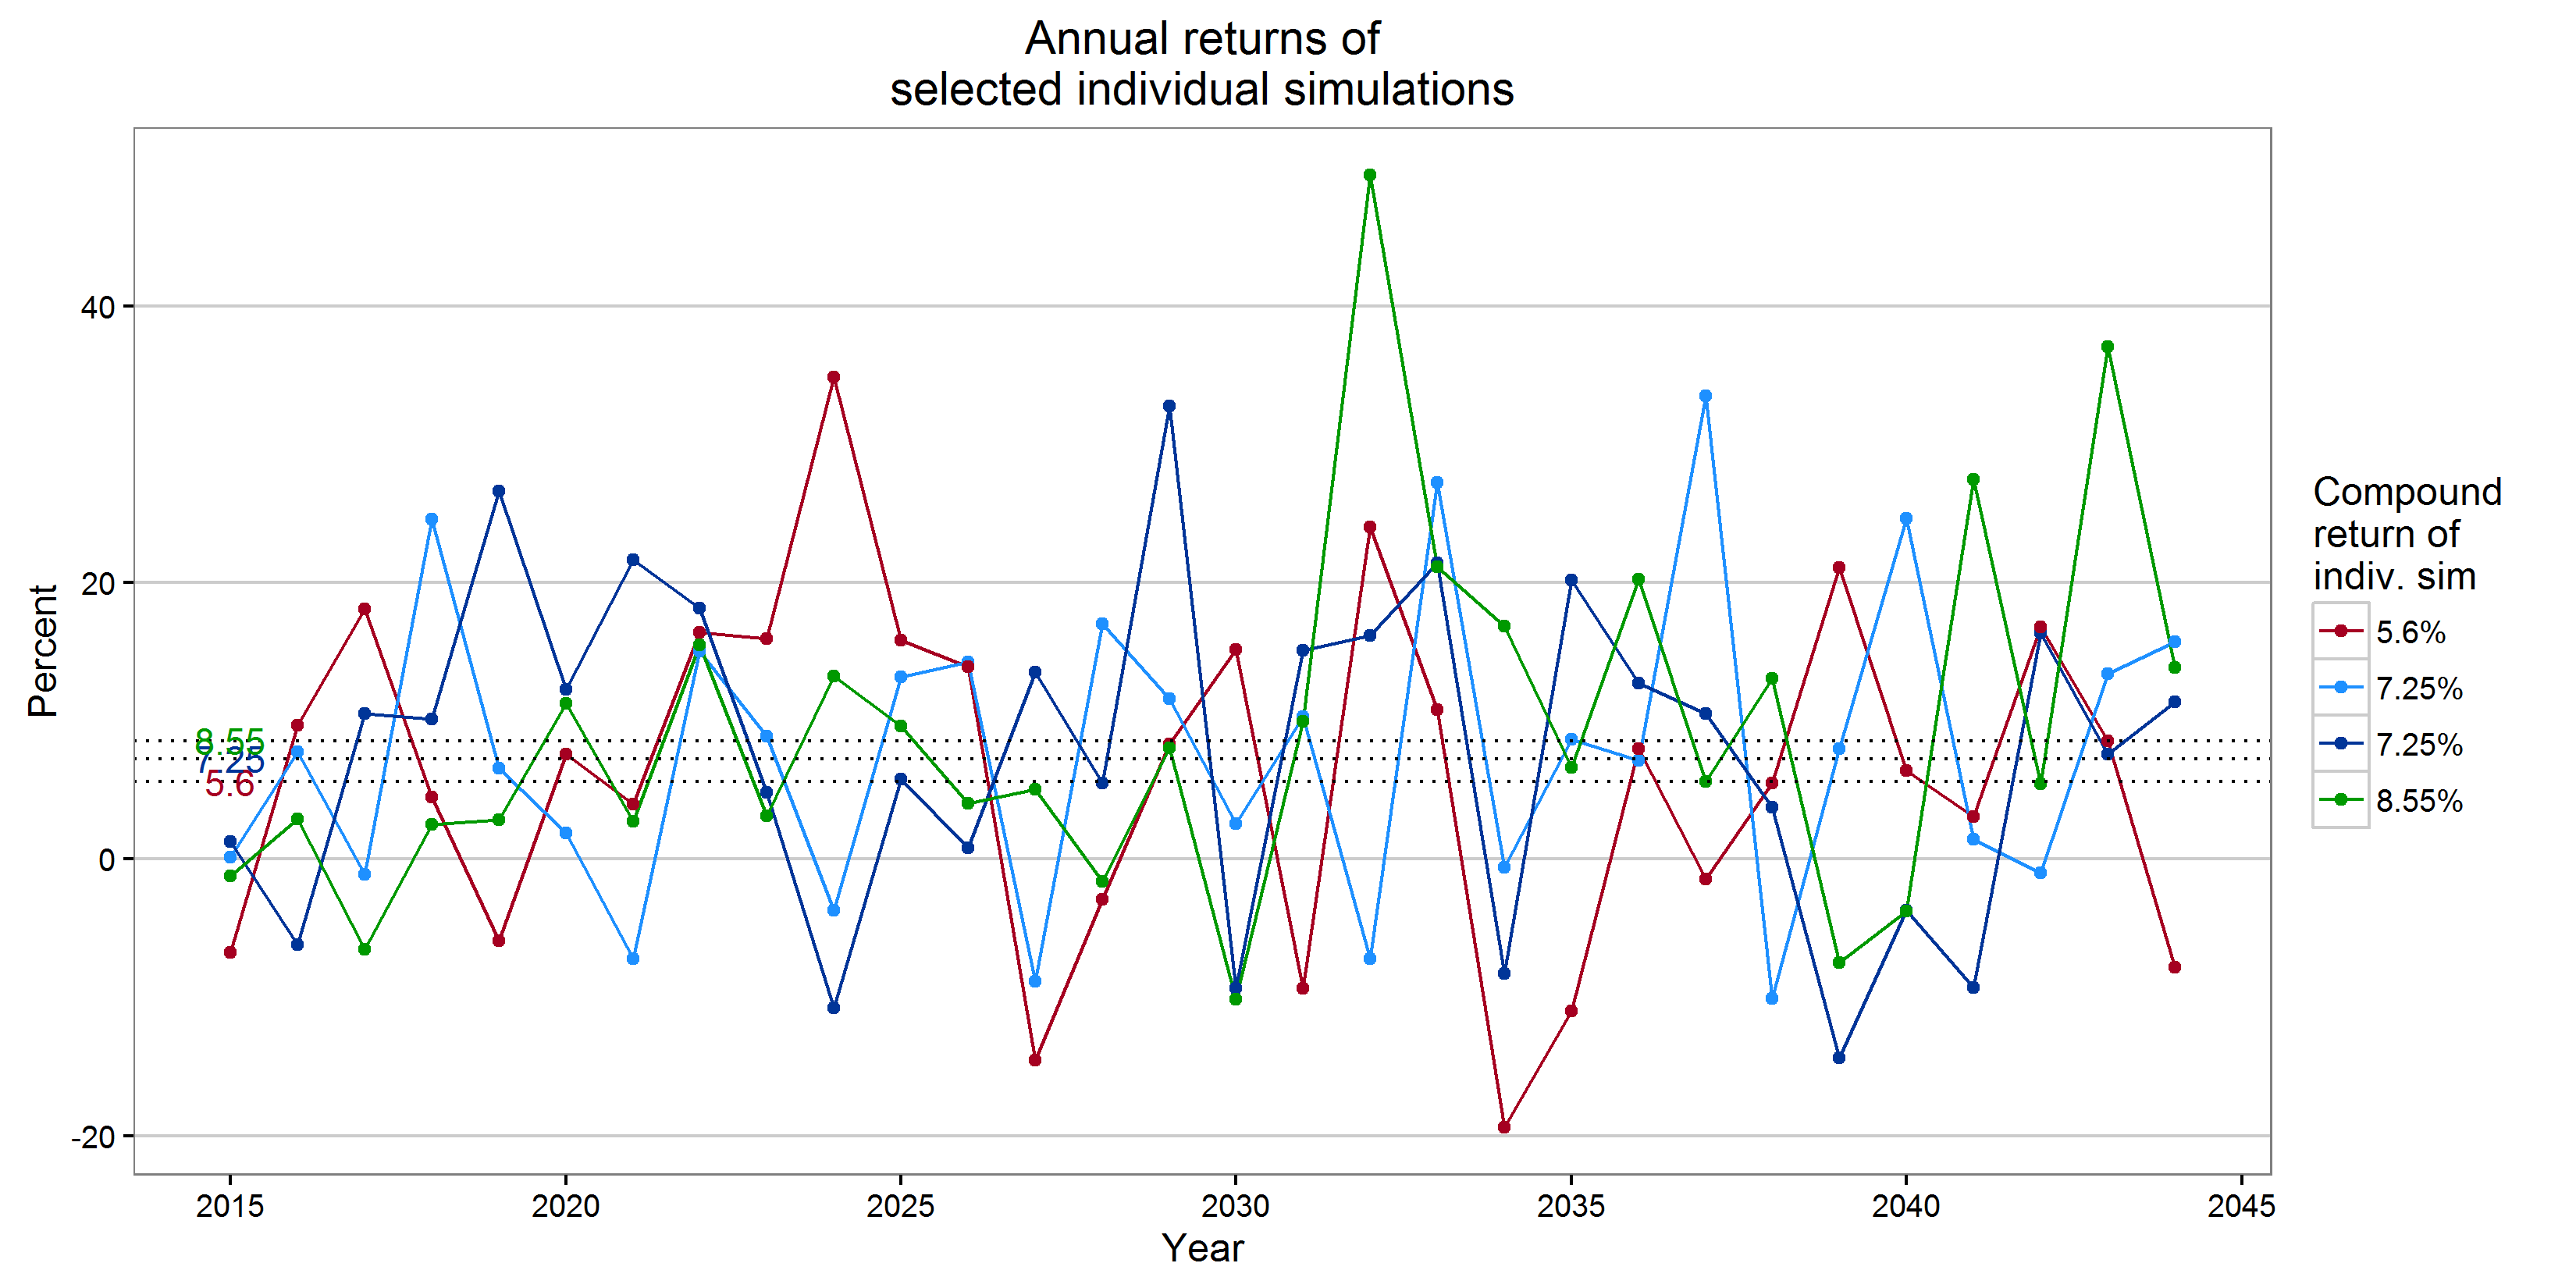 Annual returns of
selected individual simulations
Percent
40
20
0
-20
8.55
7.25
5.6
2015 2020 2025 2030 2035 2040 2045
Year
Compound
return of
indiv. sim
5.6%
7.25%
7.25%
8.55%